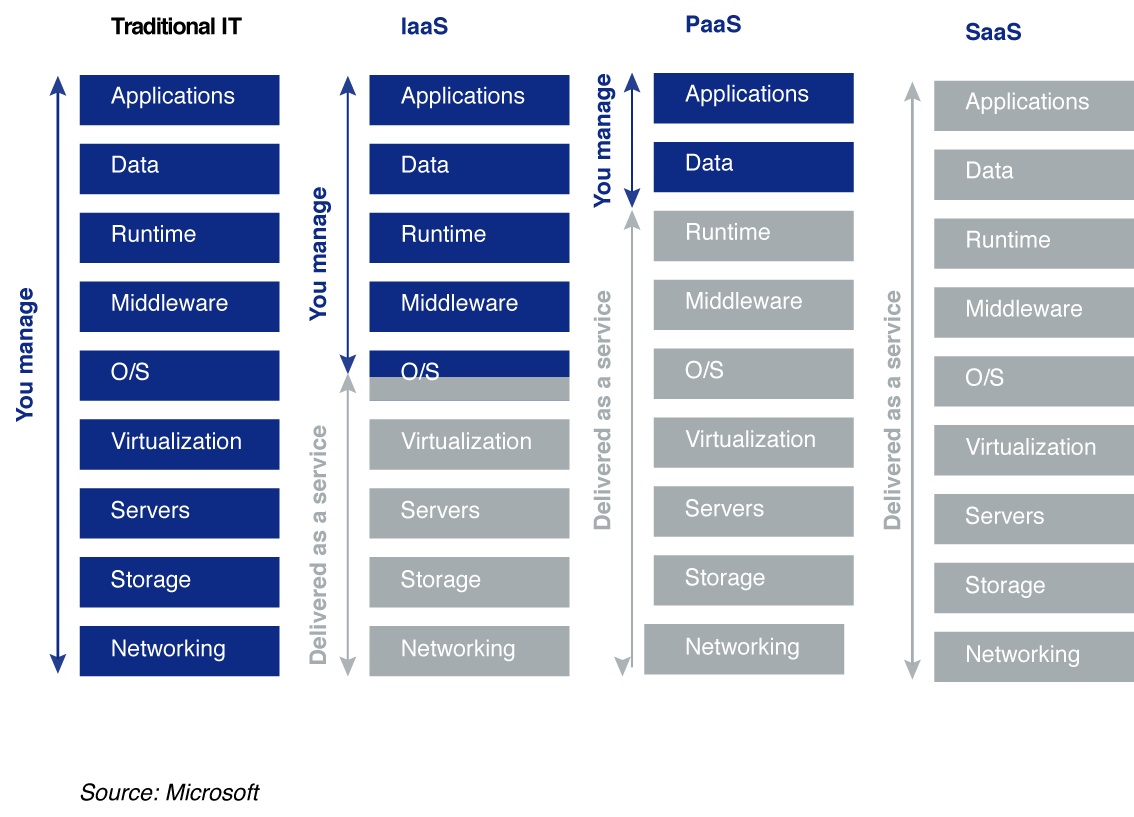 Traditional IT
You manage
Applications
Data
Runtime
Middleware
O/S
Virtualization
Servers
Storage
Networking
IaaS
You manage
Delivered as a service
Applications
Data
Runtime
Middleware
O/S
Virtualization
Servers
Storage
Networking
PaaS
You manage
Delivered as a service
Applications
Data
Runtime
Middleware
O/S
Virtualization
Servers
Storage
Networking
SaaS
Delivered as a service
Applications
Data
Runtime
Middleware
O/S
Virtualization
Servers
Storage
Networking
Source: Microsoft